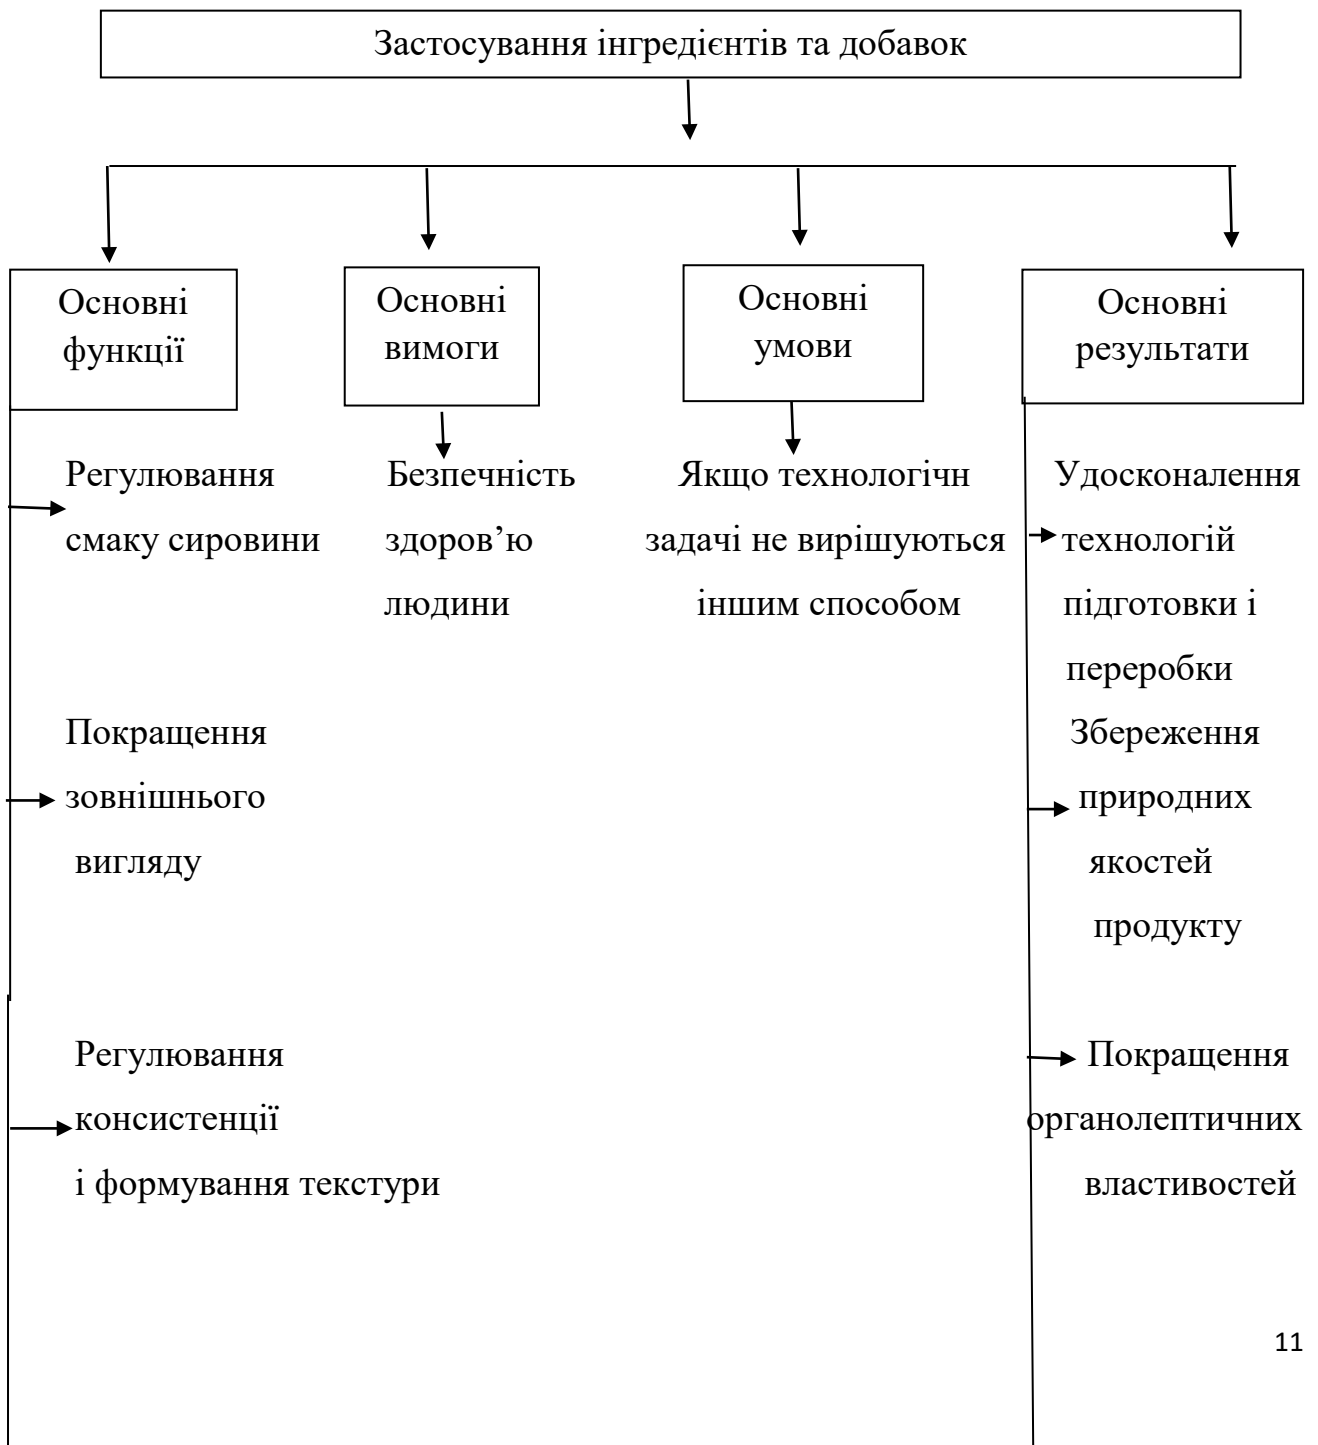 Застосування інгредієнтів та добавок
Основні
функції
Основні
вимоги
Основні
умови
Основні
результати
Регулювання
смаку сировини
Покращення
зовнішнього
вигляду
Регулювання
консистенції
і формування текстури
Безпечність
здоров’ю
людини
Якщо технологічн
задачі не вирішуються
іншим способом
Удосконалення
технологій
підготовки і
переробки
Збереження
природних
якостей
продукту
Покращення
органолептичних
властивостей
11